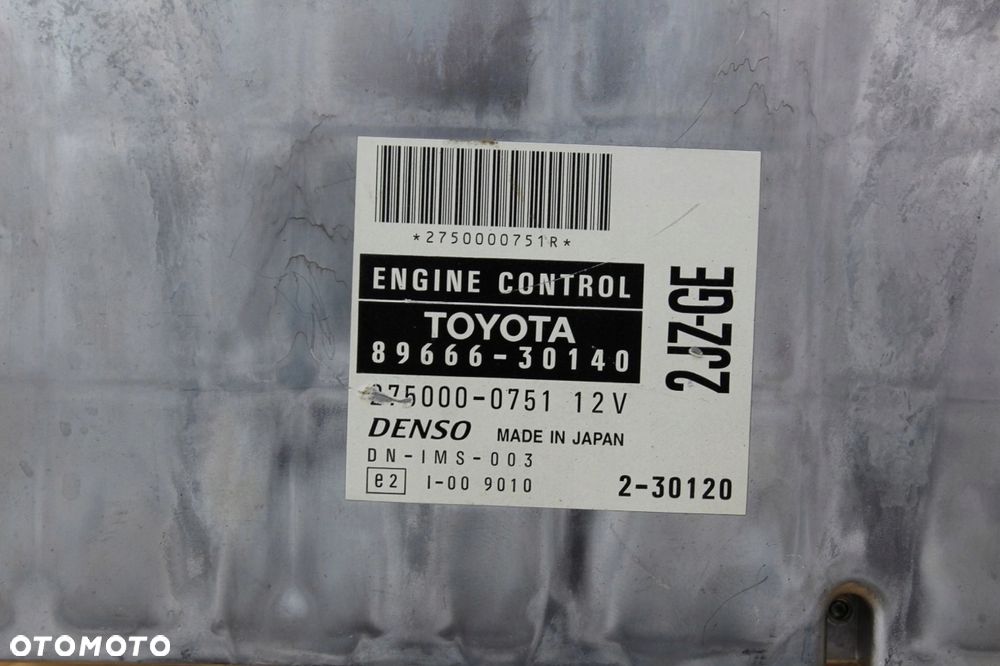 *2750000751R*
ENGINE CONTROL
TOYOTA
89666-30140
2JZ-GE
275000-0751 12V
DENSO MADE IN JAPAN
DN-IMS-003
e2 I-00 9010
2-30120
OTOMOTO